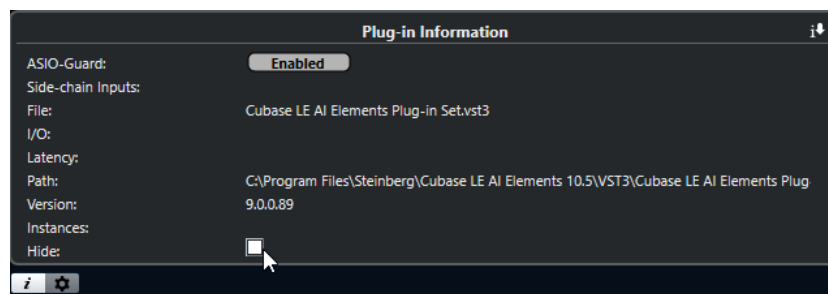 Plug-in Information
ASIO-Guard: Enabled
Side-chain Inputs:
File: Cubase LE AI Elements Plug-in Set.vst3
I/O:
Latency:
Path: C:\Program Files\Steinberg\Cubase LE AI Elements 10.5\VST3\Cubase LE AI Elements Plug
Version: 9.0.0.89
Instances:
Hide: